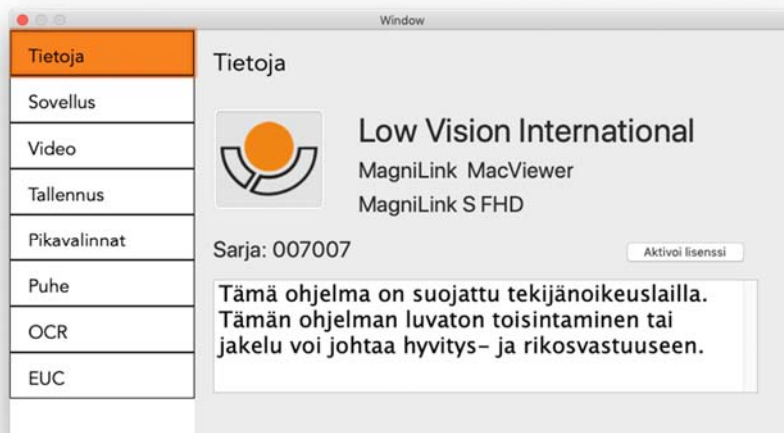 Window
Tietoja
Sovellus
Video
Tallennus
Pikavalinnat
Puhe
OCR
EUC
Tietoja
Low Vision International
MagniLink MacViewer
MagniLink S FHD
Sarja: 007007
Aktivoi lisenssi
Tämä ohjelma on suojattu tekijänoikeuslailla.
Tämän ohjelman luvaton toisintaminen tai
jakelu voi johtaa hyvitys- ja rikosvastuuseen.